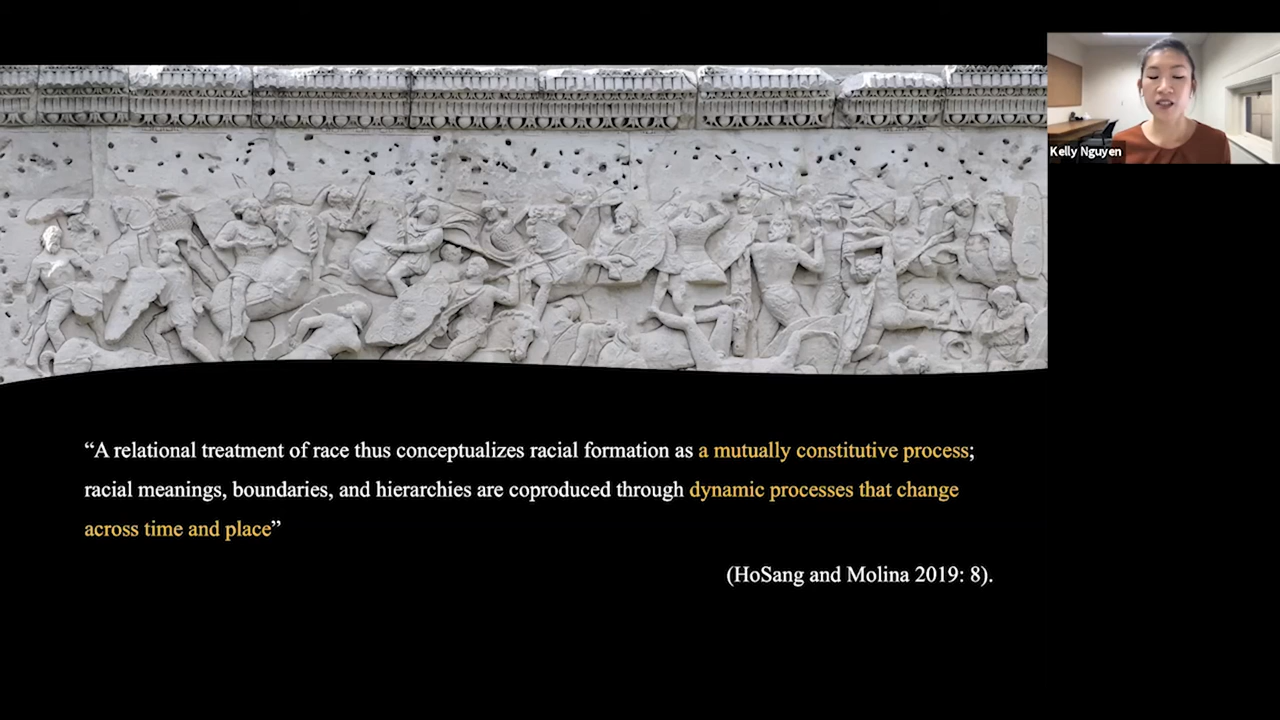 Kelly Nguyen
“A relational treatment of race thus conceptualizes racial formation as a mutually constitutive process;
racial meanings, boundaries, and hierarchies are coproduced through dynamic processes that change
across time and place”
(HoSang and Molina 2019: 8).